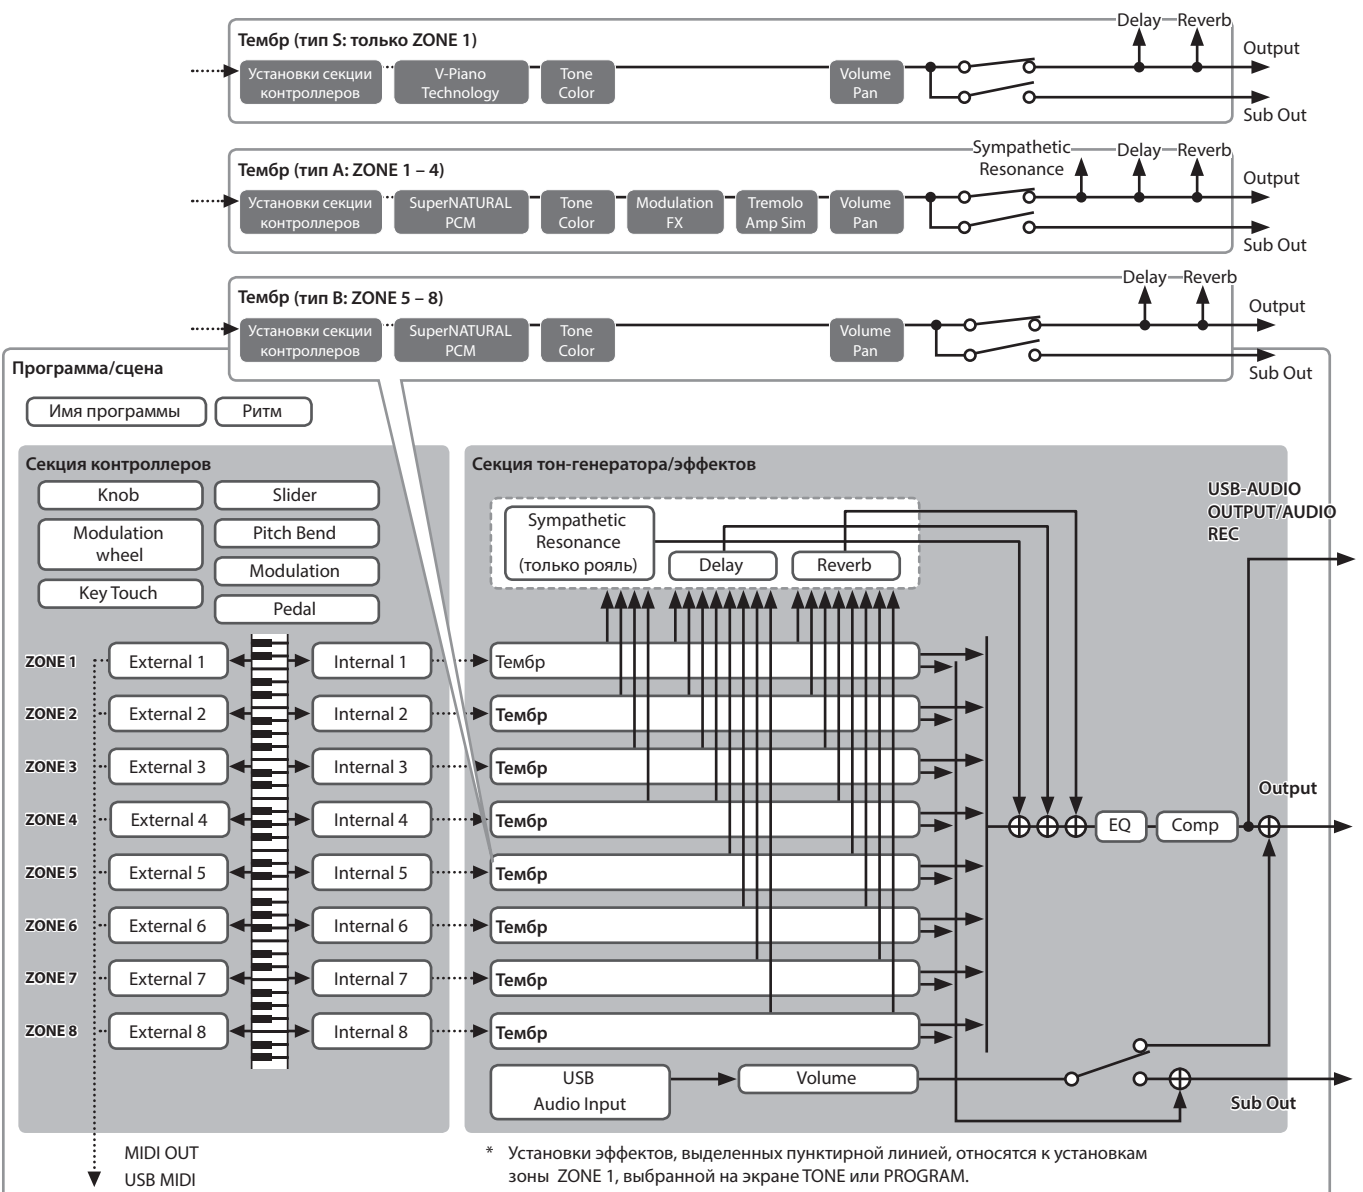 Delay Reverb
Тембр (тип S: только ZONE 1)
Output
Установки секции
контроллеров
V-Piano
Technology
Tone
Color
Volume
Pan
Sub Out
Sympathetic
Resonance
Delay Reverb
Тембр (тип A: ZONE 1 – 4)
Output
Установки секции
контроллеров
SuperNATURAL
PCM
Tone
Color
Modulation
FX
Tremolo
Amp Sim
Volume
Pan
Sub Out
Delay Reverb
Тембр (тип B: ZONE 5 – 8)
Output
Установки секции
контроллеров
SuperNATURAL
PCM
Tone
Color
Volume
Pan
Sub Out
Программа/сцена
Имя программы
Ритм
Секция контроллеров
Knob
Slider
Modulation
wheel
Pitch Bend
Modulation
Key Touch
Pedal
Секция тон-генератора/эффектов
USB-AUDIO
OUTPUT/AUDIO
REC
Sympathetic
Resonance
(только рояль)
Delay
Reverb
ZONE 1
External 1
Internal 1
Тембр
ZONE 2
External 2
Internal 2
Тембр
ZONE 3
External 3
Internal 3
Тембр
ZONE 4
External 4
Internal 4
Тембр
ZONE 5
External 5
Internal 5
Тембр
ZONE 6
External 6
Internal 6
Тембр
ZONE 7
External 7
Internal 7
Тембр
ZONE 8
External 8
Internal 8
Тембр
Output
EQ
Comp
USB
Audio Input
Volume
Sub Out
MIDI OUT
USB MIDI
* Установки эффектов, выделенных пунктирной линией, относятся к установкам
зоны ZONE 1, выбранной на экране TONE или PROGRAM.